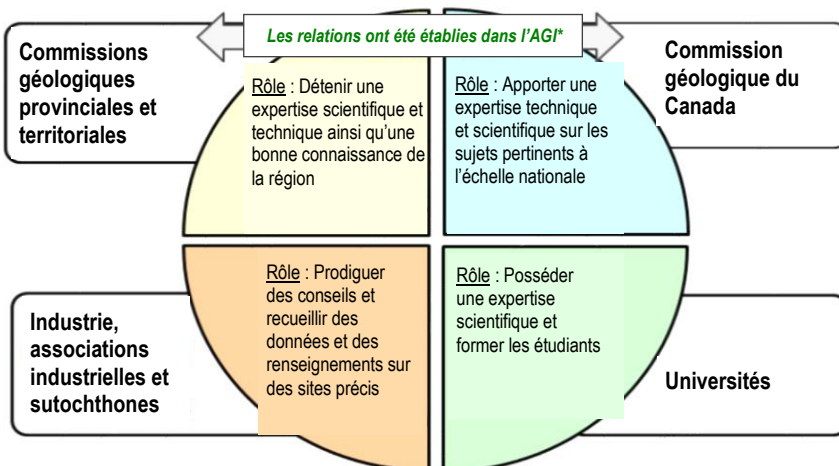 Les relations ont été établies dans l’AGI*
Commissions
géologiques
provinciales et
territoriales
Rôle : Détenir une
expertise scientifique et
technique ainsi qu’une
bonne connaissance de
la région
Rôle : Apporter une
expertise technique
et scientifique sur les
sujets pertinents à
l’échelle nationale
Commission
géologique du
Canada
Industrie,
associations
industrielles et
sutochthones
Rôle : Prodiguer
des conseils et
recueillir des
données et des
renseignements sur
des sites précis
Rôle : Posséder
une expertise
scientifique et
former les étudiants
Universités